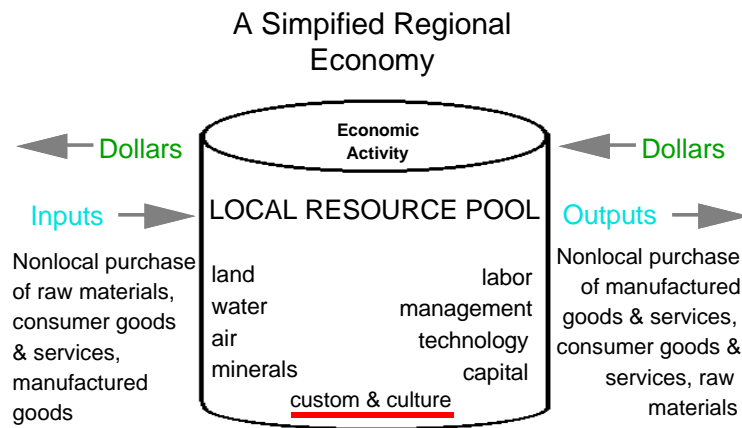 A Simpified Regional
Economy
Economic
Activity
Dollars
Dollars
Inputs
LOCAL RESOURCE POOL
Outputs
Nonlocal purchase
of raw materials,
consumer goods
& services,
manufactured
goods
land
water
air
minerals
labor
management
technology
capital
custom & culture
Nonlocal purchase
of manufactured
goods & services,
consumer goods &
services, raw
materials